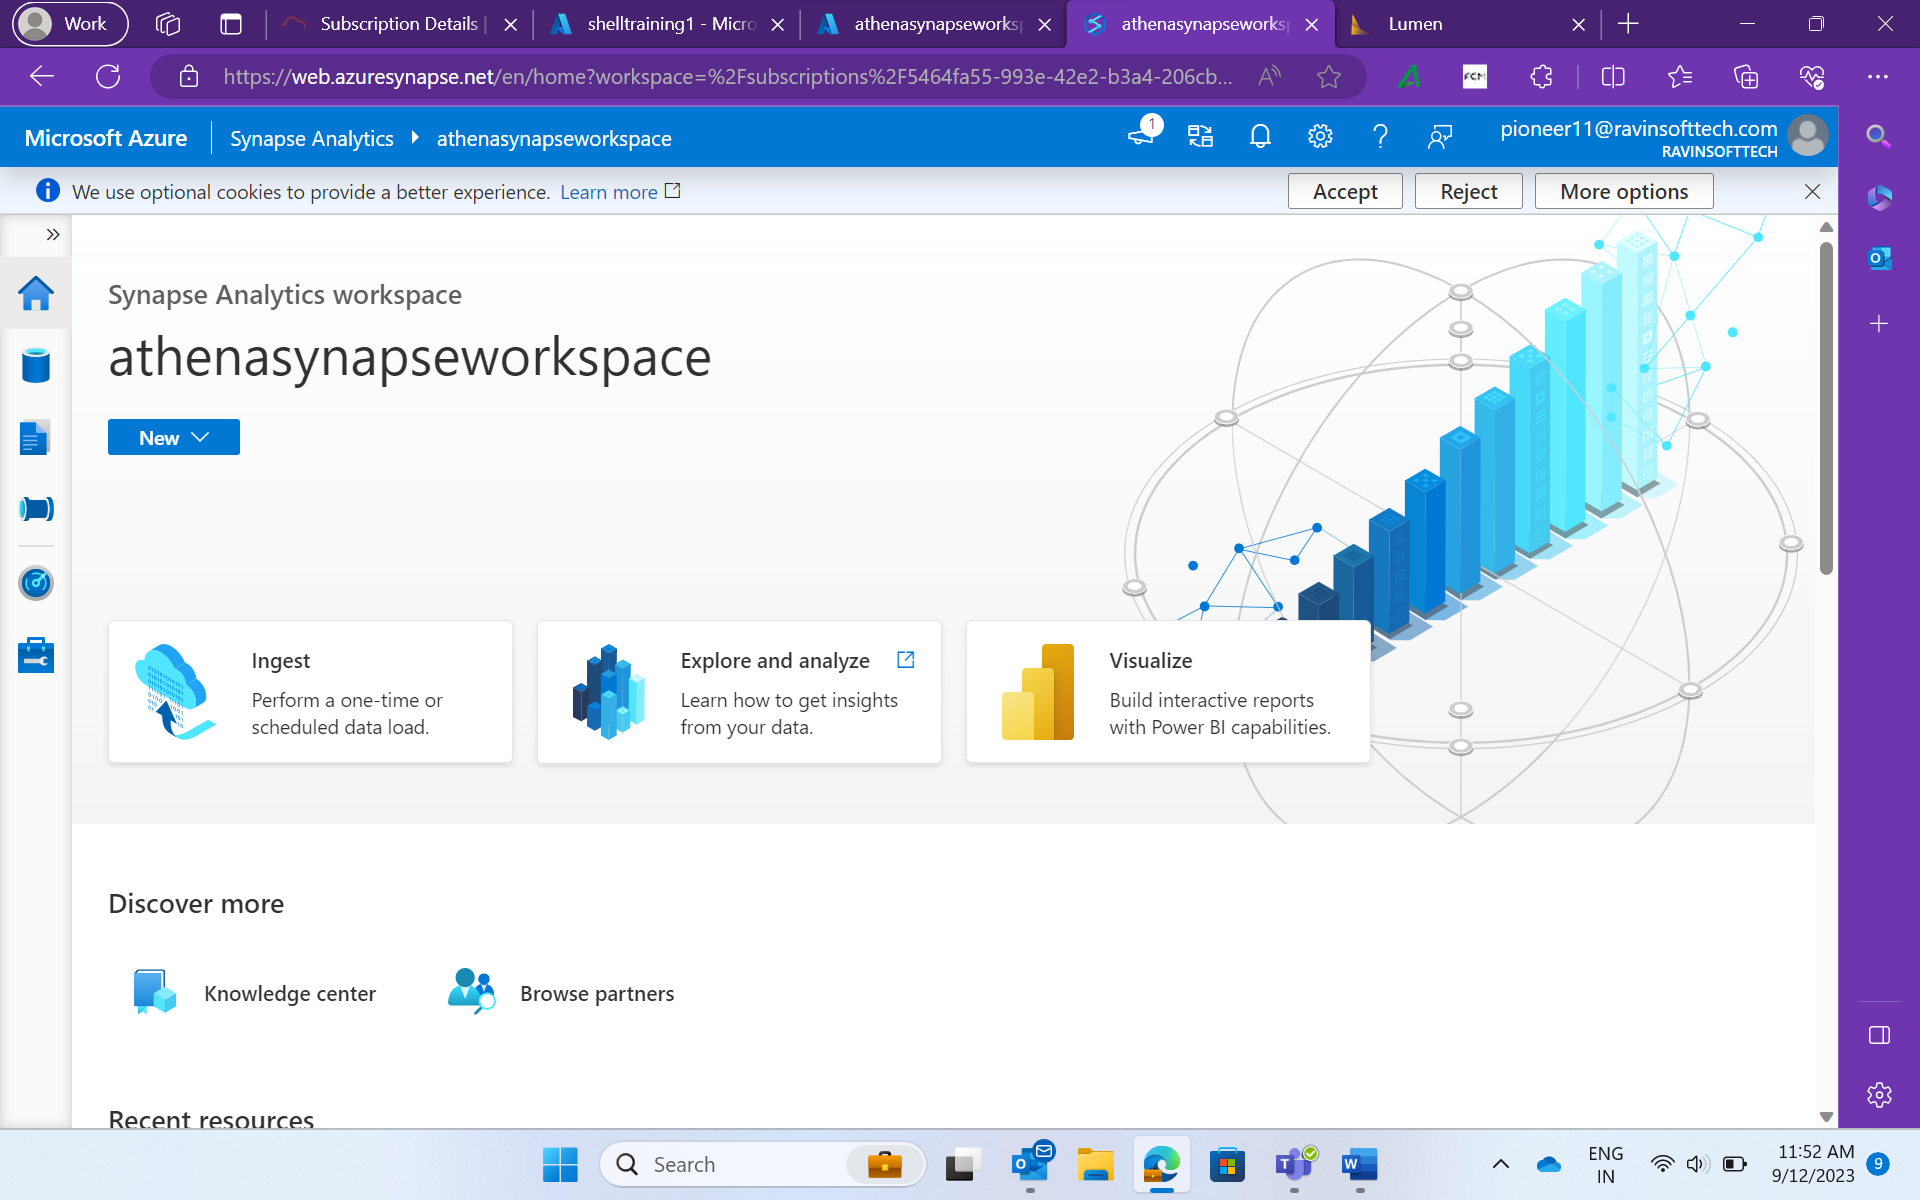 Work
Subscription Details |
shelltraining1 - Micro
athenasynapseworksp
athenasynapseworksp
Lumen
https://web.azuresynapse.net/en/home?workspace=%2Fsubscriptions%2F5464fa55-993e-42e2-b3a4-206cb...
FCM
Microsoft Azure
Synapse Analytics
athenasynapseworkspace
1
pioneer11@ravinsofttech.com
RAVINSOFTTECH
We use optional cookies to provide a better experience. Learn more
Accept
Reject
More options
Synapse Analytics workspace
athenasynapseworkspace
New
Ingest
Perform a one-time or
scheduled data load.
Explore and analyze
Learn how to get insights
from your data.
Visualize
Build interactive reports
with Power BI capabilities.
Discover more
Knowledge center
Browse partners
Recent resources
Search
ENG
IN
11:52 AM
9/12/2023
9